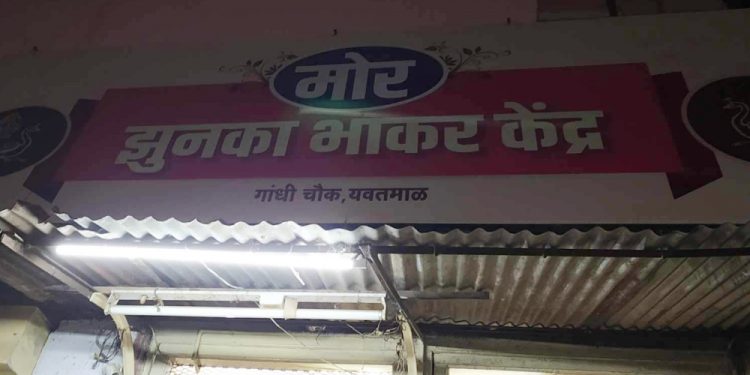 मोर
झुनका भाकर केंद्र
गांधी चौक, यवतमाळ